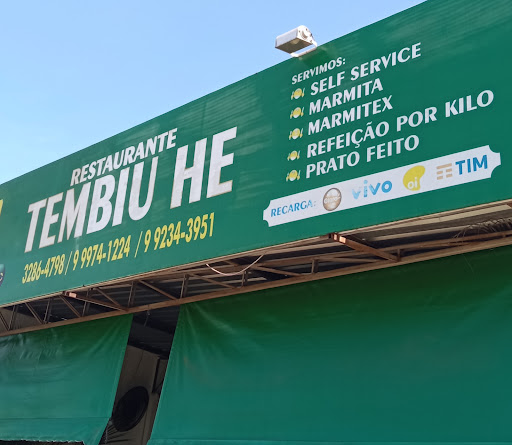 RESTAURANTE
TEMBIU HE
3286-4798 / 9 9974-1224 / 9 9234-3951
SERVIMOS:
SELF SERVICE
MARMITA
MARMITEX
REFEIÇÃO POR KILO
PRATO FEITO
RECARGA: vivo oi TIM